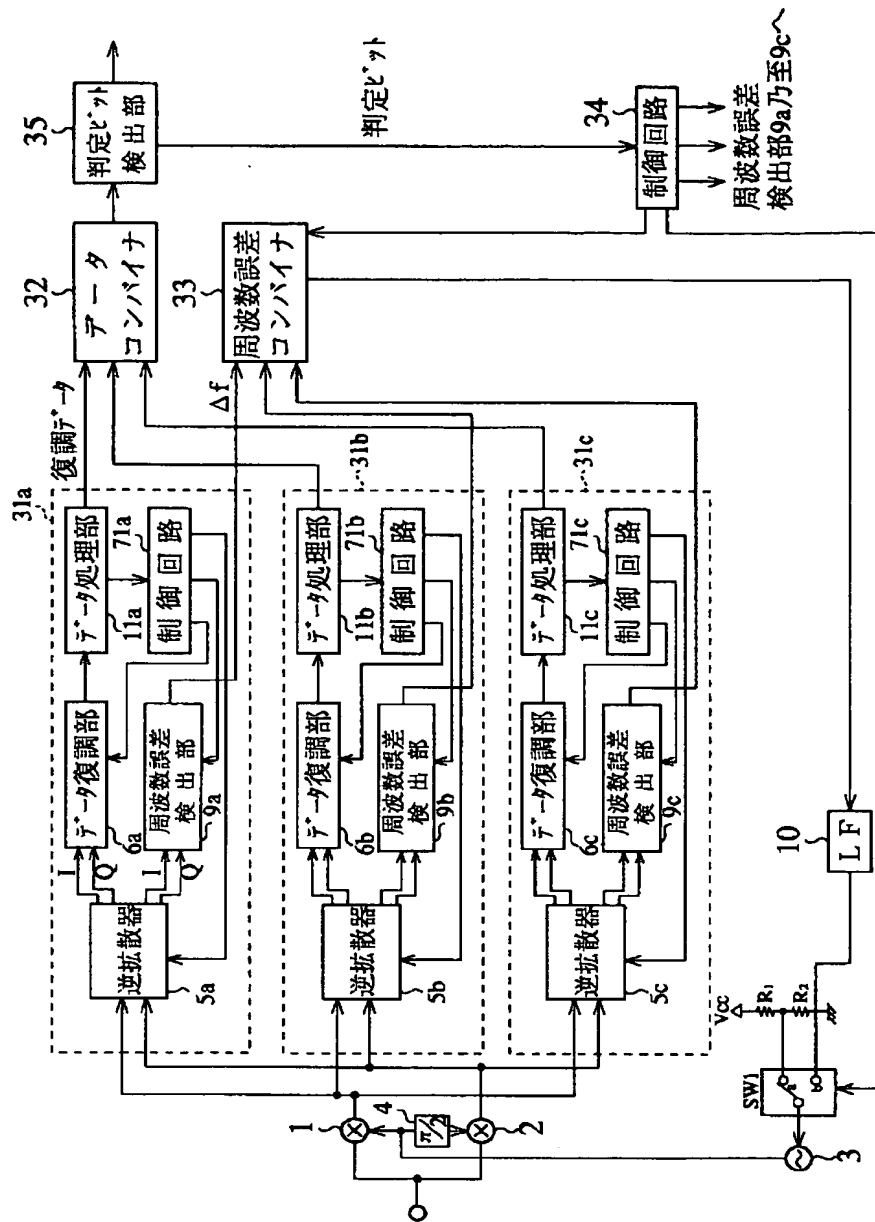 31a
5a
逆拡散器
I
Q
I
Q
6a
データ復調部
9a
周波数誤差
検出部
11a
データ処理部
71a
制御回路
復調データ
Δf
31b
5b
逆拡散器
6b
データ復調部
9b
周波数誤差
検出部
11b
データ処理部
71b
制御回路
31c
5c
逆拡散器
6c
データ復調部
9c
周波数誤差
検出部
11c
データ処理部
71c
制御回路
32
データ
コンバイナ
33
周波数誤差
コンバイナ
35
判定ビット
検出部
判定ビット
34
制御回路
周波数誤差
検出部9a乃至9cへ
1
4
π/2
2
3
SW1
a
b
Vcc
R1
R2
10
LF